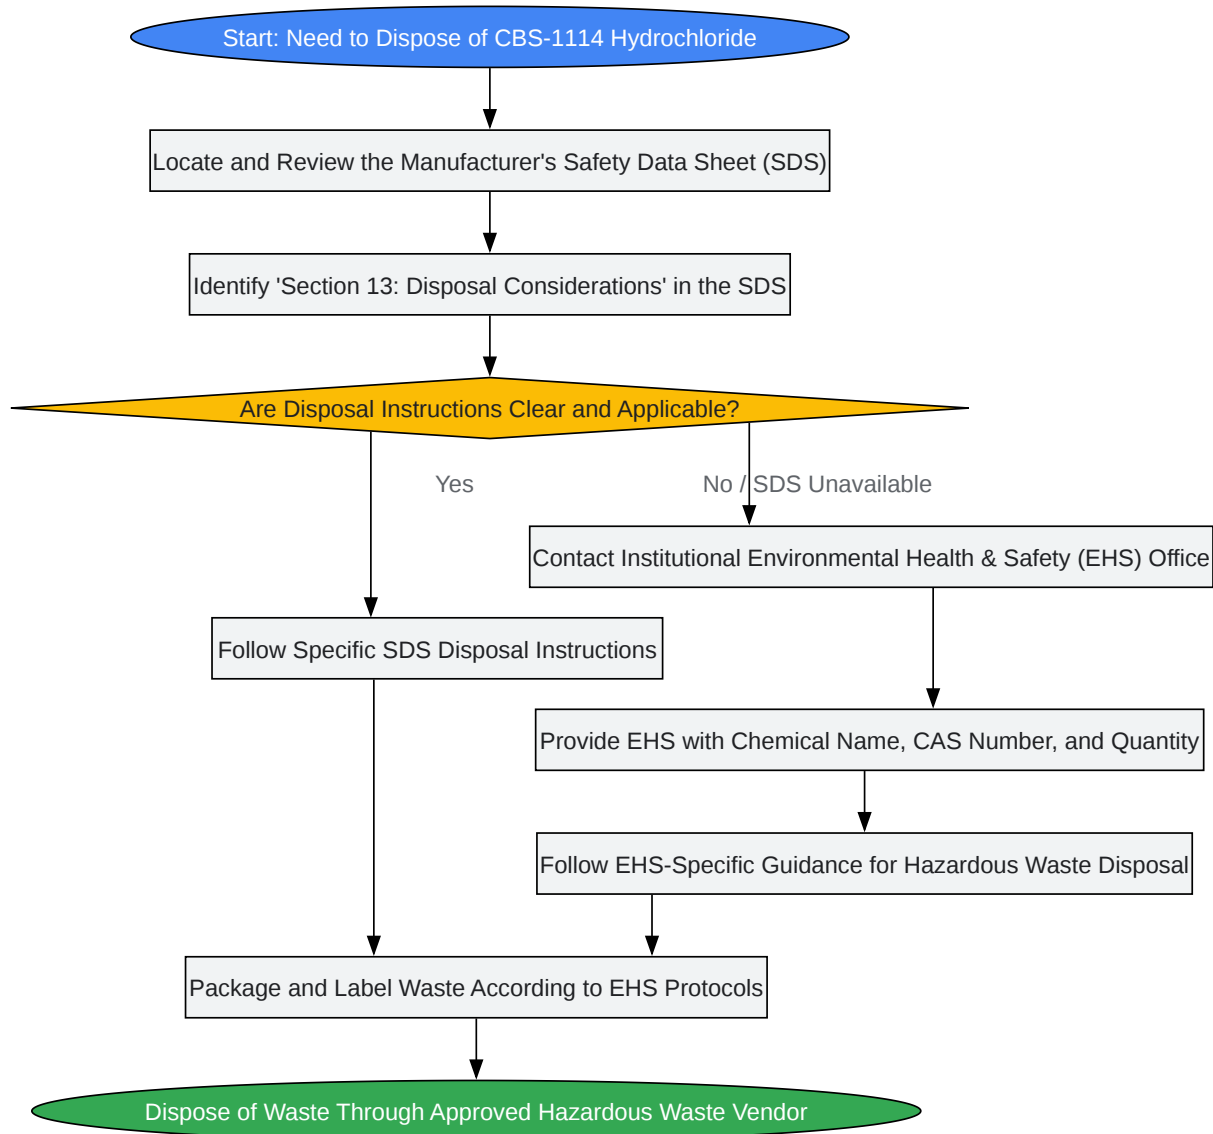 Start: Need to Dispose of CBS-1114 Hydrochloride
Locate and Review the Manufacturer's Safety Data Sheet (SDS)
Identify 'Section 13: Disposal Considerations' in the SDS
Are Disposal Instructions Clear and Applicable?
Yes
No / SDS Unavailable
Contact Institutional Environmental Health & Safety (EHS) Office
Follow Specific SDS Disposal Instructions
Provide EHS with Chemical Name, CAS Number, and Quantity
Follow EHS-Specific Guidance for Hazardous Waste Disposal
Package and Label Waste According to EHS Protocols
Dispose of Waste Through Approved Hazardous Waste Vendor